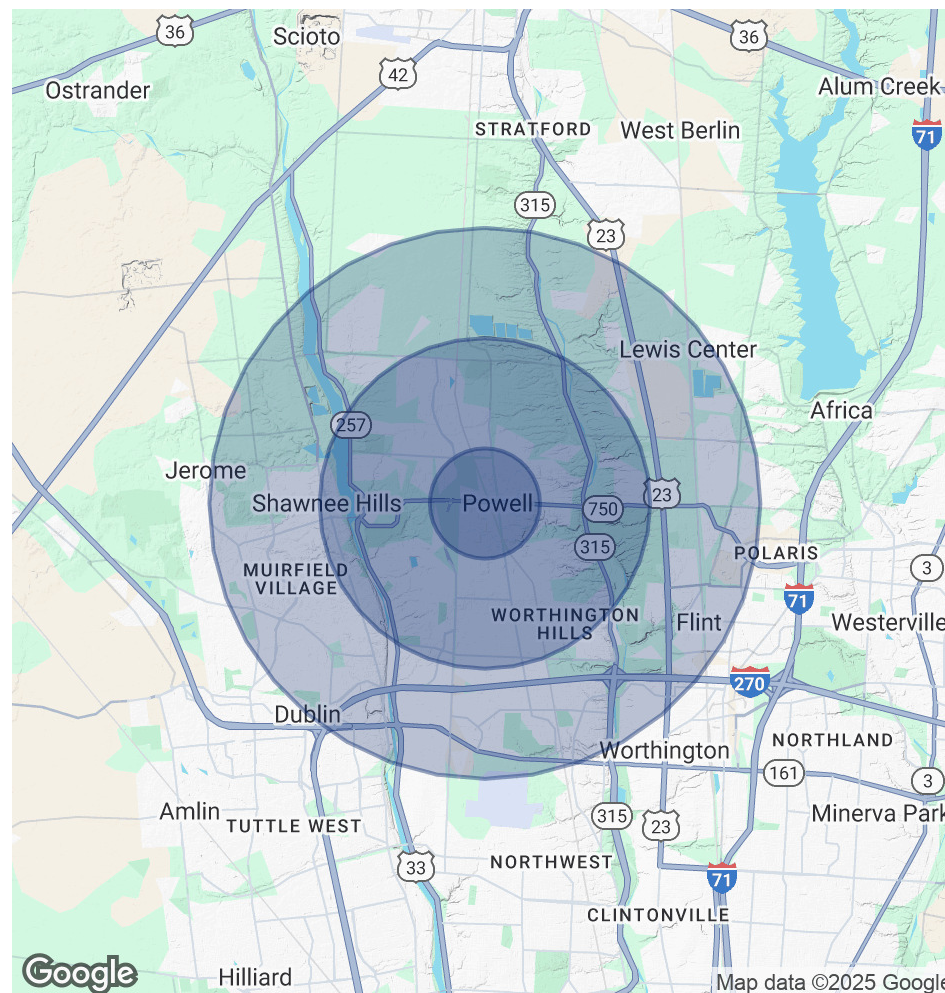 36
Scioto
36
42
Ostrander
Alum Creek
STRATFORD
West Berlin
71
315
23
Lewis Center
Africa
257
Jerome
Shawnee Hills
Powell
23
750
315
POLARIS
MUIRFIELD
VILLAGE
3
71
WORTHINGTON
HILLS
Flint
Westerville
270
Dublin
Worthington
NORTHLAND
161
3
Amlin
TUTTLE WEST
315
23
Minerva Park
33
NORTHWEST
71
CLINTONVILLE
Google
Hilliard
Map data ©2025 Google